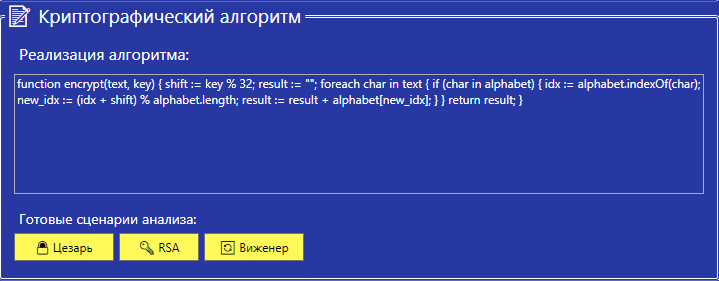 Криптографический алгоритм
Реализация алгоритма:
function encrypt(text, key) { shift := key % 32; result := ""; foreach char in text { if (char in alphabet) { idx := alphabet.indexOf(char);
new_idx := (idx + shift) % alphabet.length; result := result + alphabet[new_idx]; } } return result; }
Готовые сценарии анализа:
Цезарь RSA Виженер